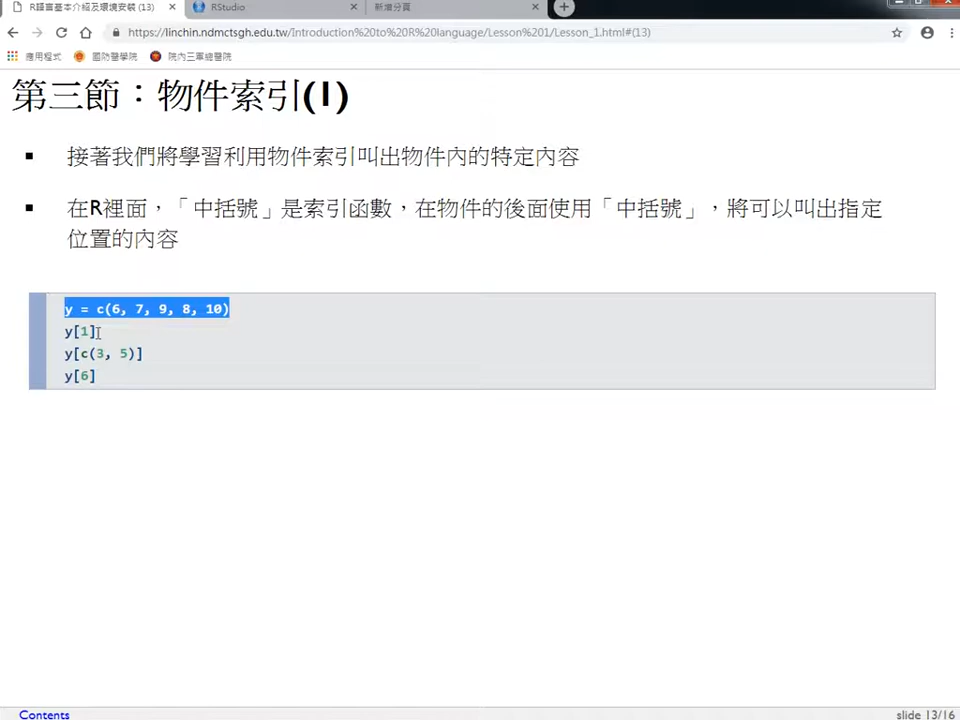 R語言基本介紹及環境安裝 (13)
RStudio
新增分頁
https://linchin.ndmctsgh.edu.tw/Introduction%20to%20R%20language/Lesson%201/Lesson_1.html#(13)
應用程式
國防醫學院
院內三軍總醫院
第三節：物件索引(1)
▪ 接著我們將學習利用物件索引叫出物件內的特定內容
▪ 在R裡面，「中括號」是索引函數，在物件的後面使用「中括號」，將可以叫出指定
位置的內容
y = c(6, 7, 9, 8, 10)
y[1]
y[c(3, 5)]
y[6]
Contents
slide 13/16